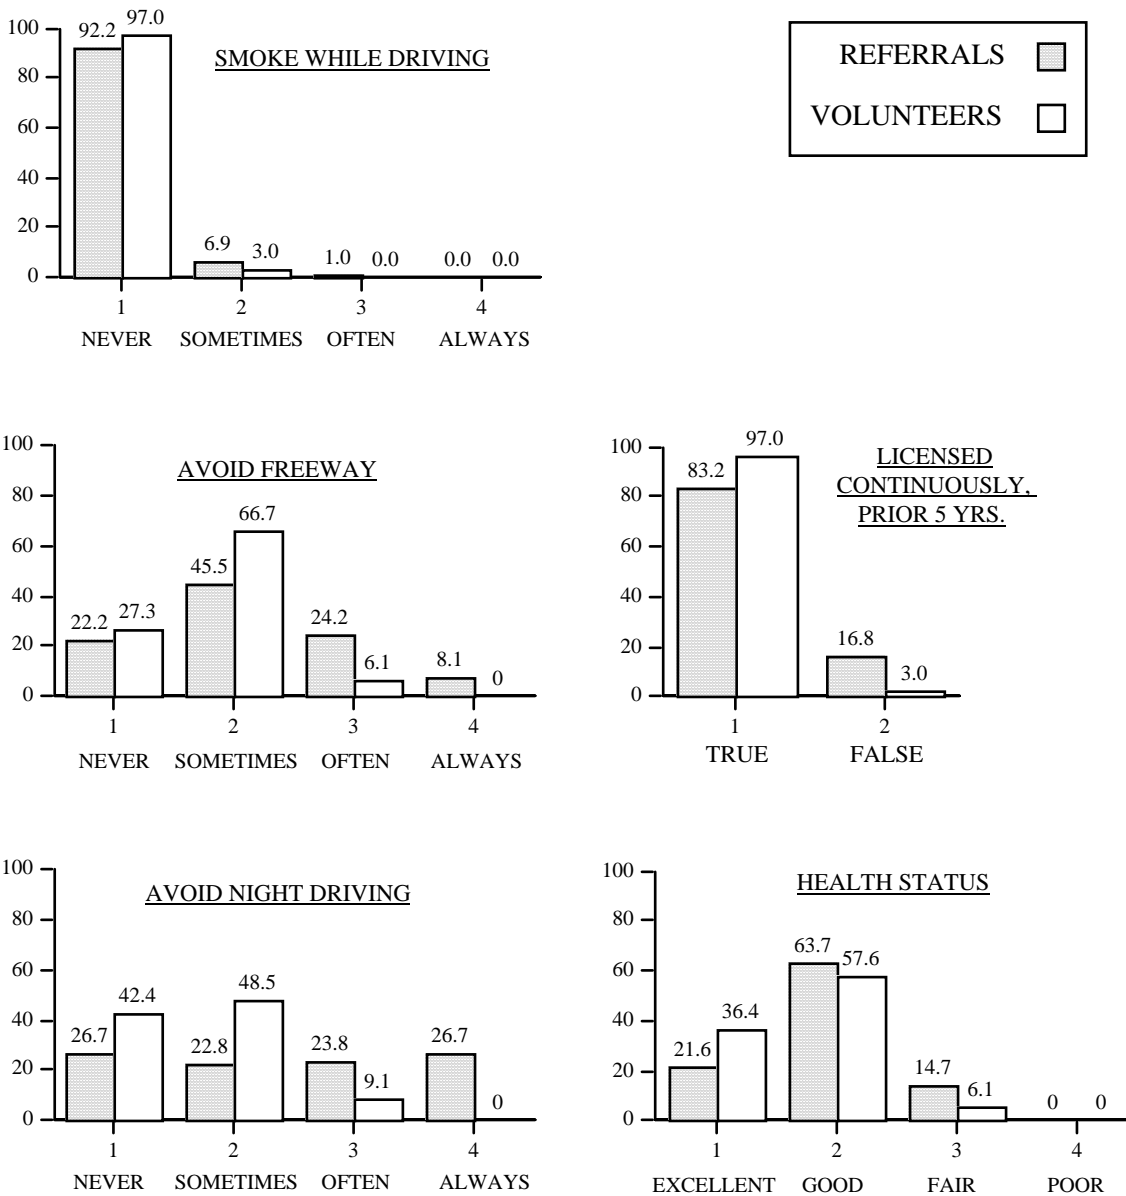 SMOKE WHILE DRIVING
100
80
60
40
20
0
92.2 97.0
6.9 3.0
1.0 0.0
0.0 0.0
1 2 3 4
NEVER SOMETIMES OFTEN ALWAYS
REFERRALS
VOLUNTEERS
AVOID FREEWAY
100
80
60
40
20
0
22.2 27.3
45.5 66.7
24.2 6.1
8.1 0
1 2 3 4
NEVER SOMETIMES OFTEN ALWAYS
LICENSED
CONTINUOUSLY,
PRIOR 5 YRS.
100
80
60
40
20
0
83.2 97.0
16.8 3.0
1 2
TRUE FALSE
AVOID NIGHT DRIVING
100
80
60
40
20
0
26.7 42.4
22.8 48.5
23.8 9.1
26.7 0
1 2 3 4
NEVER SOMETIMES OFTEN ALWAYS
HEALTH STATUS
100
80
60
40
20
0
21.6 36.4
63.7 57.6
14.7 6.1
0 0
1 2 3 4
EXCELLENT GOOD FAIR POOR